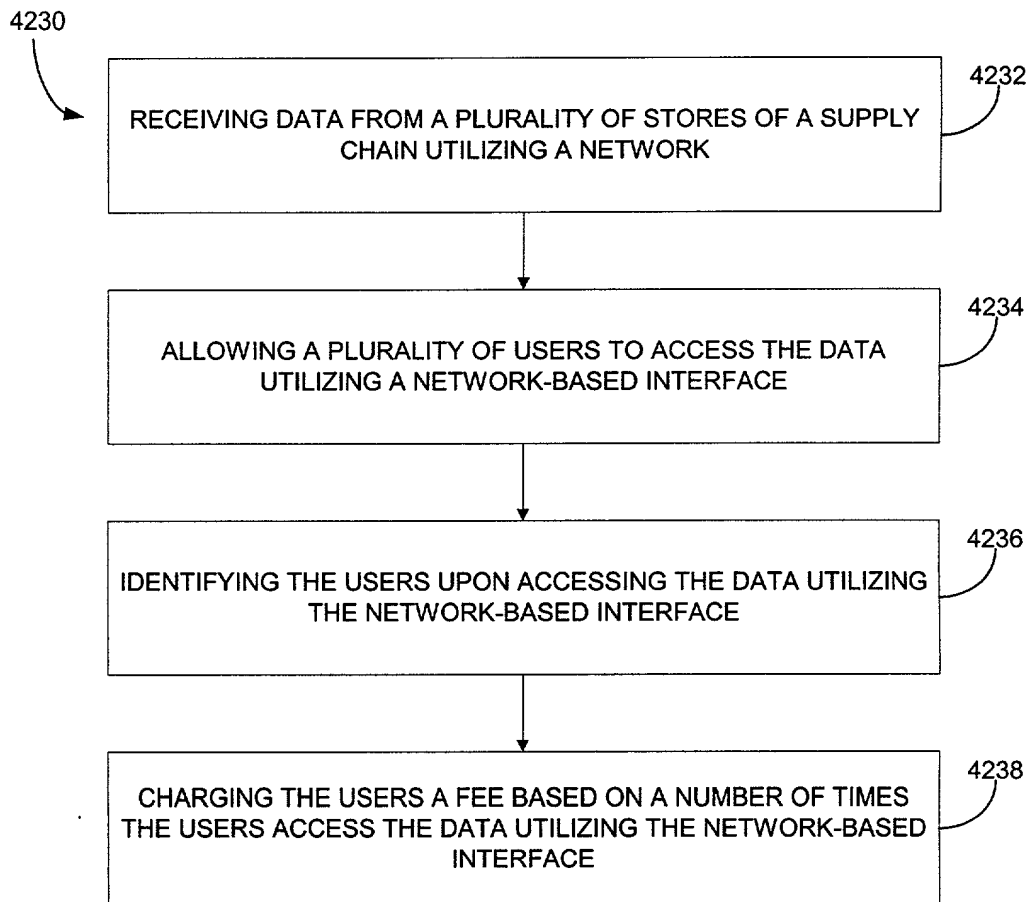 4230
4232
RECEIVING DATA FROM A PLURALITY OF STORES OF A SUPPLY
CHAIN UTILIZING A NETWORK
4234
ALLOWING A PLURALITY OF USERS TO ACCESS THE DATA
UTILIZING A NETWORK-BASED INTERFACE
4236
IDENTIFYING THE USERS UPON ACCESSING THE DATA UTILIZING
THE NETWORK-BASED INTERFACE
4238
CHARGING THE USERS A FEE BASED ON A NUMBER OF TIMES
THE USERS ACCESS THE DATA UTILIZING THE NETWORK-BASED
INTERFACE